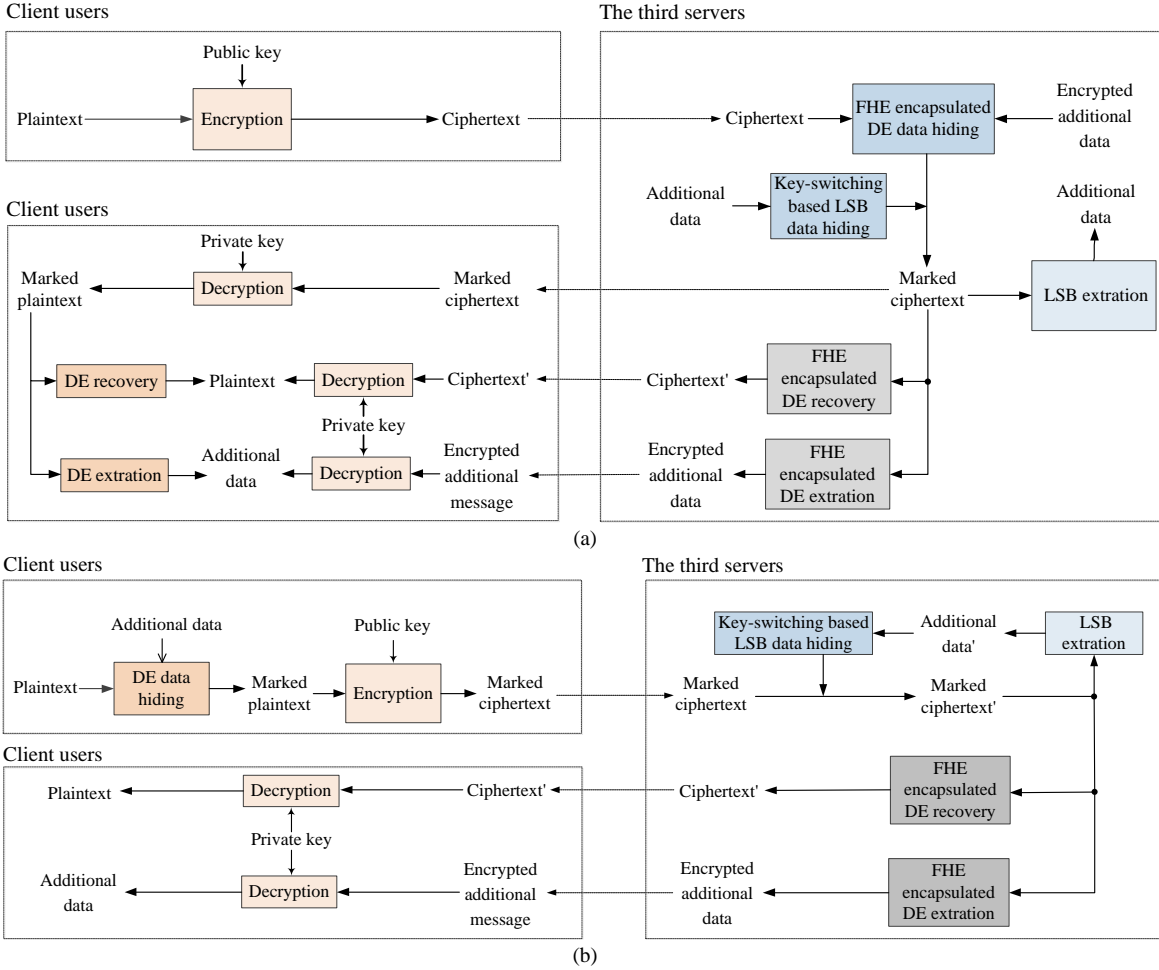 Client users
The third servers
Public key
Plaintext
Encryption
Ciphertext
Ciphertext
FHE encapsulated
DE data hiding
Encrypted
additional
data
Additional
data
Key-switching
based LSB
data hiding
Additional
data
Client users
Private key
Marked
plaintext
Decryption
Marked
ciphertext
Marked
ciphertext
LSB extration
DE recovery
Plaintext
Decryption
Ciphertext'
Ciphertext'
FHE
encapsulated
DE recovery
Private key
DE extration
Additional
data
Decryption
Encrypted
additional
message
Encrypted
additional
data
FHE
encapsulated
DE extration
(a)
Client users
The third servers
Additional data
Public key
Plaintext
DE data
hiding
Marked
plaintext
Encryption
Marked
ciphertext
Key-switching based
LSB data hiding
Additional
data'
LSB
extration
Marked
ciphertext
Marked
ciphertext'
Client users
Plaintext
Decryption
Ciphertext'
Ciphertext'
FHE
encapsulated
DE recovery
Private key
Additional
data
Decryption
Encrypted
additional
message
Encrypted
additional
data
FHE
encapsulated
DE extration
(b)